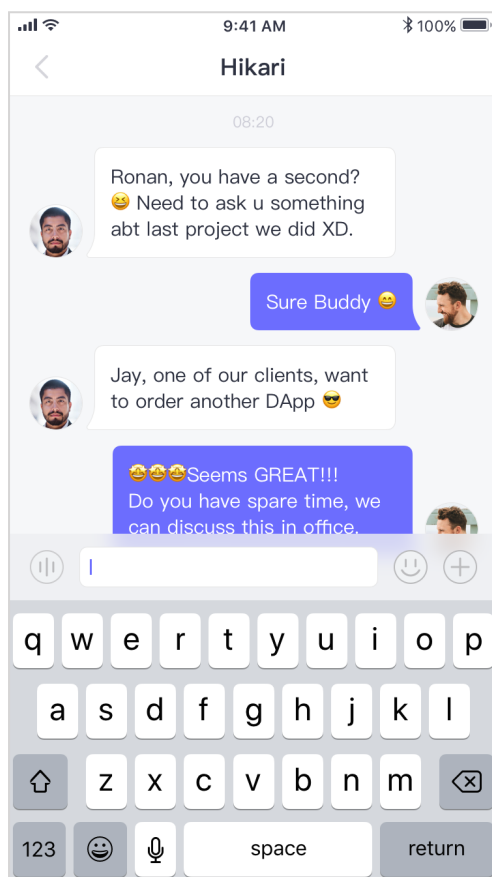 9:41 AM 100%
Hikari
08:20
Ronan, you have a second?
😆 Need to ask u something
abt last project we did XD.
Sure Buddy 😄
Jay, one of our clients, want
to order another DApp 😎
🤩🤩🤩Seems GREAT!!!
Do you have spare time, we
can discuss this in office.
q w e r t y u i o p
a s d f g h j k l
z x c v b n m
123 space return